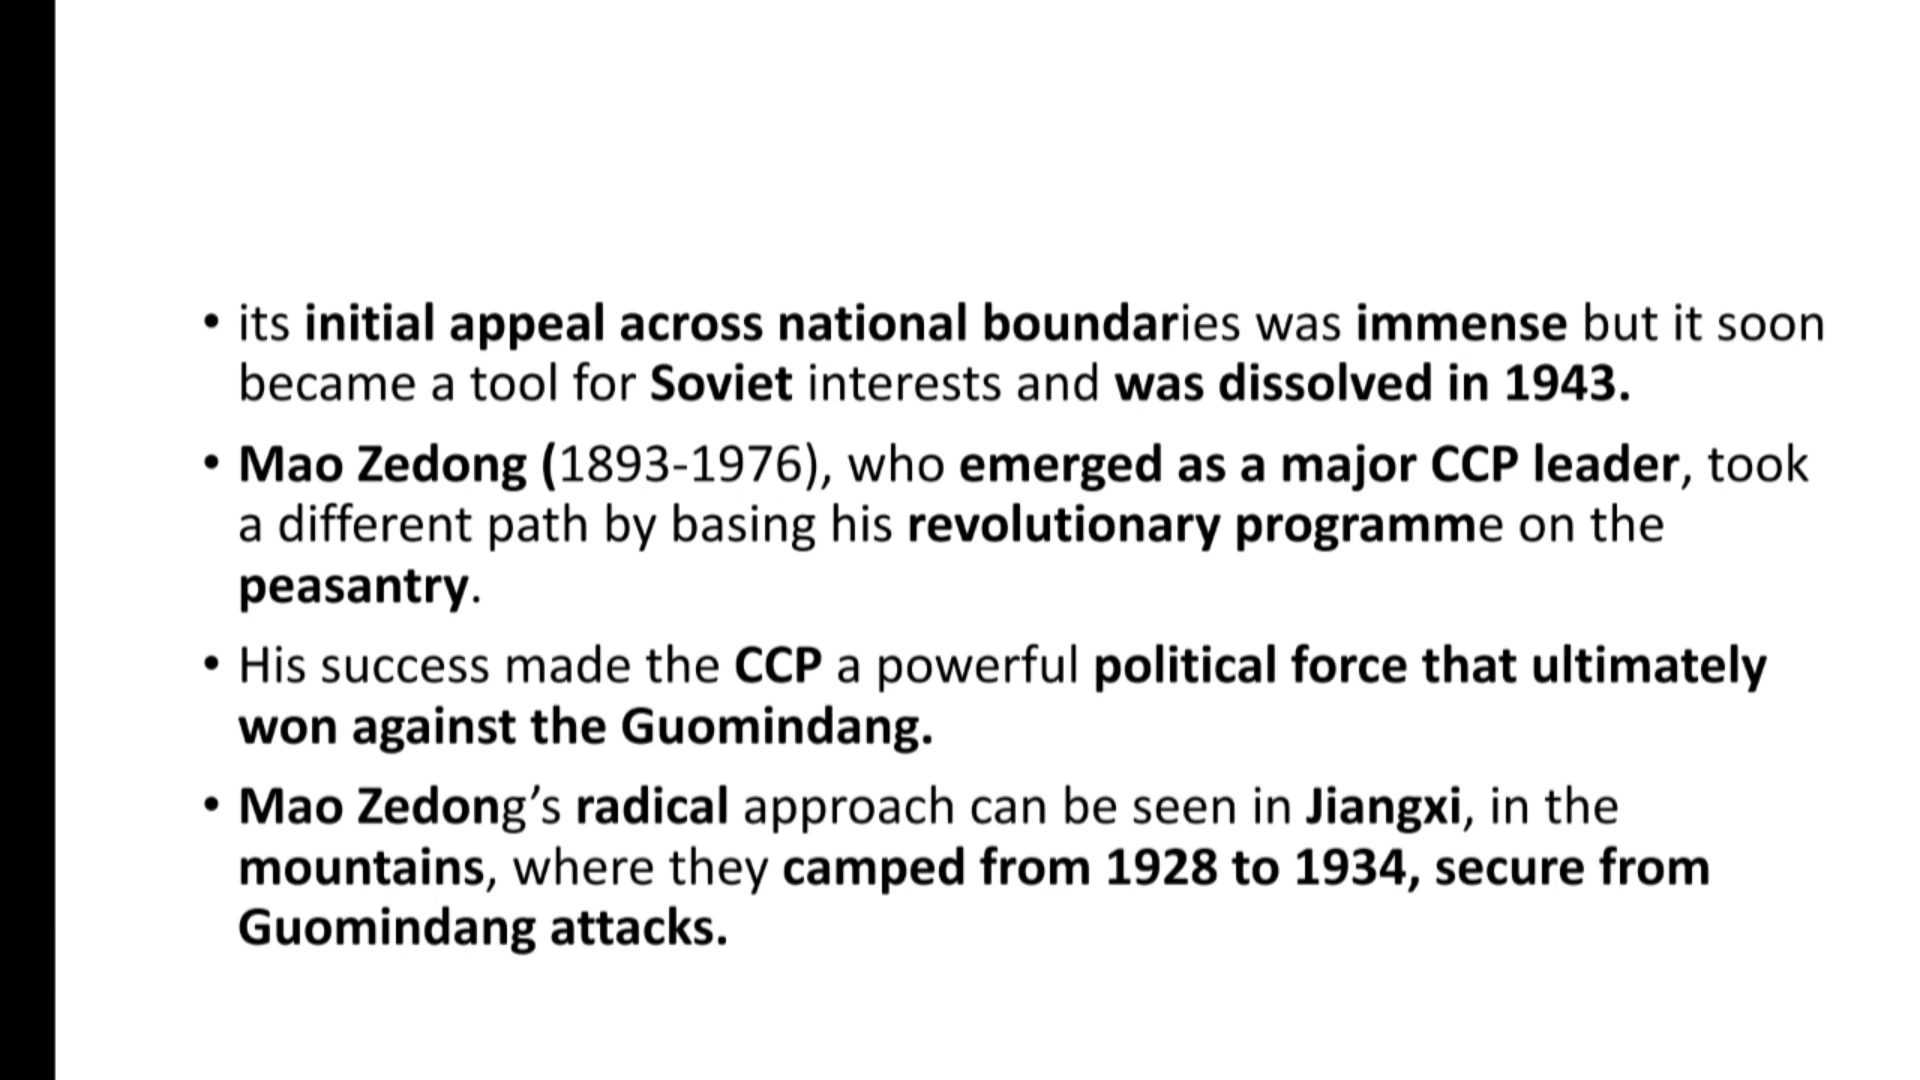 • its initial appeal across national boundaries was immense but it soon
became a tool for Soviet interests and was dissolved in 1943.
• Mao Zedong (1893-1976), who emerged as a major CCP leader, took
a different path by basing his revolutionary programme on the
peasantry.
• His success made the CCP a powerful political force that ultimately
won against the Guomindang.
• Mao Zedong’s radical approach can be seen in Jiangxi, in the
mountains, where they camped from 1928 to 1934, secure from
Guomindang attacks.